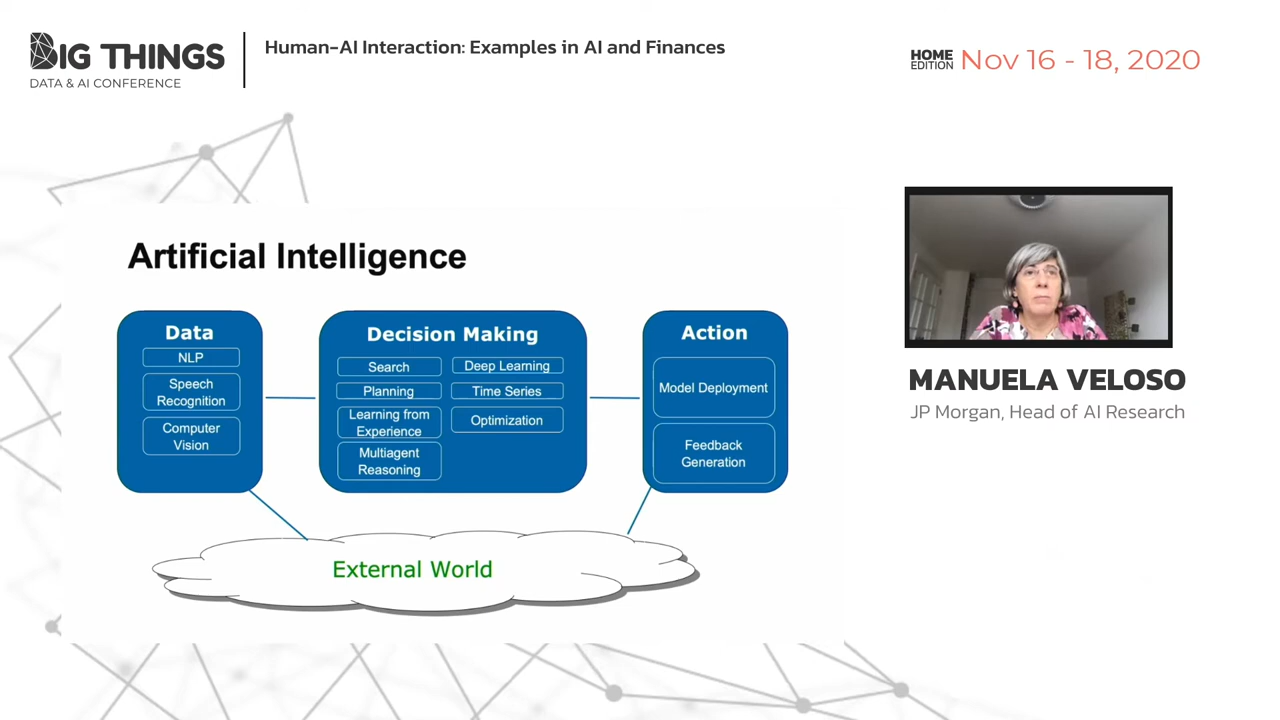 BIG THINGS
DATA & AI CONFERENCE
Human-AI Interaction: Examples in AI and Finances
HOME
EDITION
Nov 16 - 18, 2020
Artificial Intelligence
Data
NLP
Speech
Recognition
Computer
Vision
Decision Making
Search
Planning
Learning from
Experience
Multiagent
Reasoning
Deep Learning
Time Series
Optimization
Action
Model Deployment
Feedback
Generation
External World
MANUELA VELOSO
JP Morgan, Head of AI Research